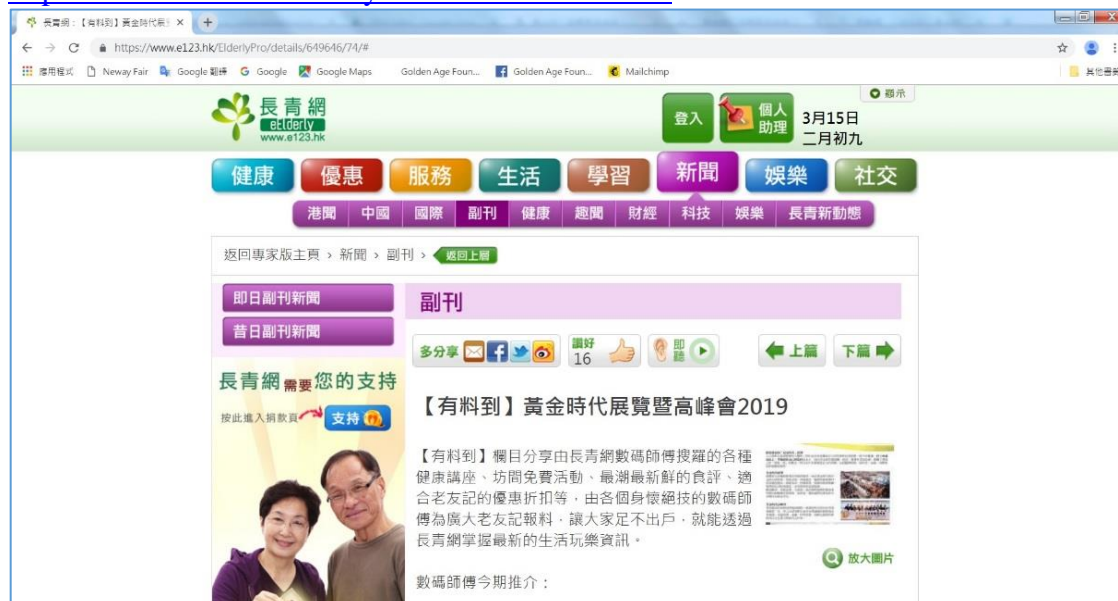 長青網：【有料到】黃金時代展
https://www.e123.hk/ElderlyPro/details/649646/74/#
應用程式 Neway Fair Google 翻譯 Google Google Maps Golden Age Foun... Golden Age Foun... Mailchimp 其他書
長青網
eElderly
www.e123.hk
登入
個人
助理
顯示
3月15日
二月初九
健康 優惠 服務 生活 學習 新聞 娛樂 社交
港聞 中國 國際 副刊 健康 趣聞 財經 科技 娛樂 長青新動態
返回專家版主頁 › 新聞 › 副刊 › 返回上層
即日副刊新聞
昔日副刊新聞
長青網需要您的支持
按此進入捐款頁 支持
副刊
多分享
讚好
16
即
聽
上篇 下篇
【有料到】黃金時代展覽暨高峰會2019
【有料到】欄目分享由長青網數碼師傅搜羅的各種
健康講座、坊間免費活動、最潮最新鮮的食評、適
合老友記的優惠折扣等，由各個身懷絕技的數碼師
傅為廣大老友記報料，讓大家足不出戶，就能透過
長青網掌握最新的生活玩樂資訊。
放大圖片
數碼師傅今期推介：